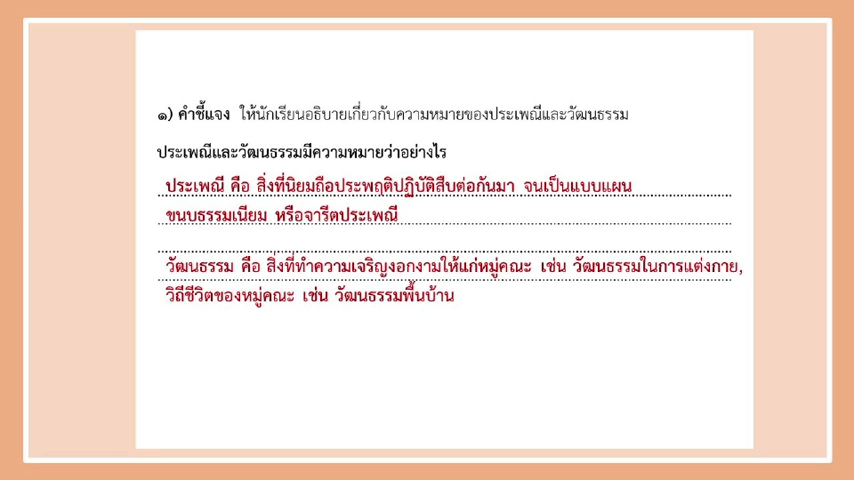 ๑) คำชี้แจง ให้นักเรียนอธิบายเกี่ยวกับความหมายของประเพณีและวัฒนธรรม
ประเพณีและวัฒนธรรมมีความหมายว่าอย่างไร
ประเพณี คือ สิ่งที่นิยมถือประพฤติปฏิบัติสืบต่อกันมา จนเป็นแบบแผน
ขนบธรรมเนียม หรือจารีตประเพณี
วัฒนธรรม คือ สิ่งที่ทำความเจริญงอกงามให้แก่หมู่คณะ เช่น วัฒนธรรมในการแต่งกาย,
วิถีชีวิตของหมู่คณะ เช่น วัฒนธรรมพื้นบ้าน